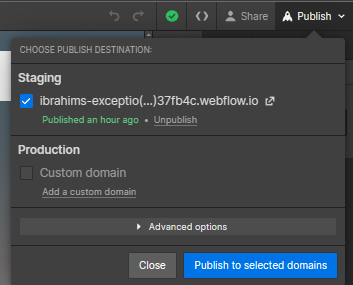 Share
Publish
CHOOSE PUBLISH DESTINATION:
Staging
ibrahims-exceptio(...)37fb4c.webflow.io
Published an hour ago • Unpublish
Production
Custom domain
Add a custom domain
Advanced options
Close
Publish to selected domains